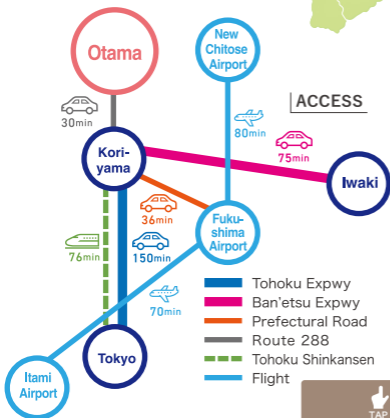 Otama
New
Chitose
Airport
ACCESS
30min
80min
75min
Kori-
yama
Iwaki
36min
Fuku-
shima
Airport
76min
150min
70min
Tohoku Expwy
Ban'etsu Expwy
Prefectural Road
Route 288
Tohoku Shinkansen
Flight
Tokyo
Itami
Airport
TAP